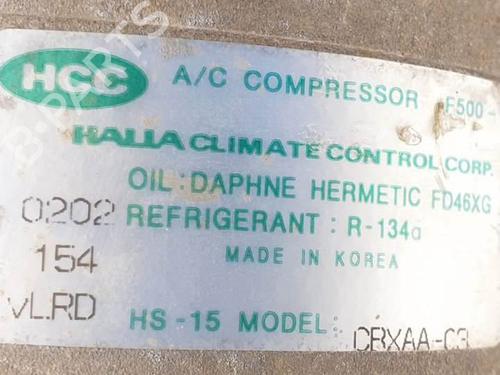 HCC A/C COMPRESSOR F500-
HALLA CLIMATE CONTROL CORP.
OIL : DAPHNE HERMETIC FD46XG
0202 REFRIGERANT : R-134a
154 MADE IN KOREA
VLRD HS-15 MODEL: CBXAA-C3
B-PARTS